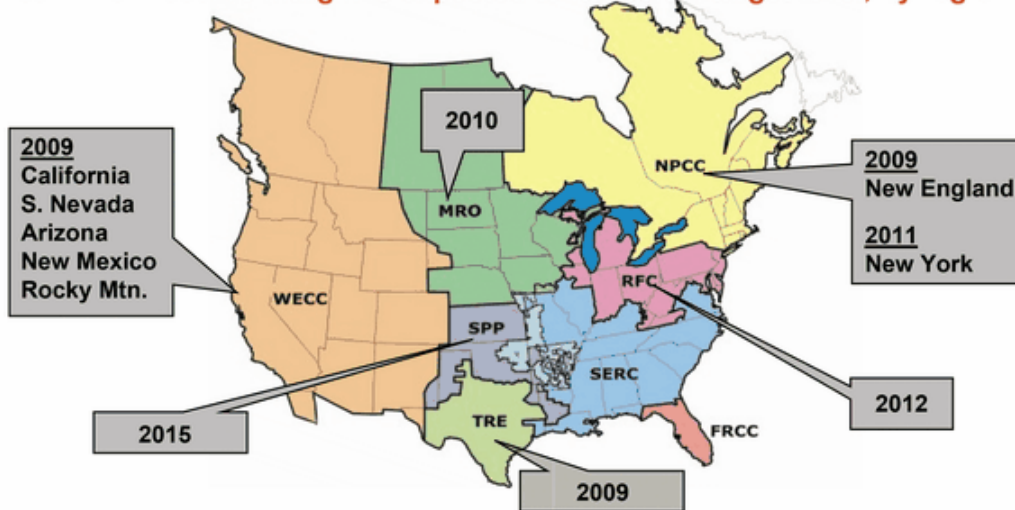 2010
2009
California
S. Nevada
Arizona
New Mexico
Rocky Mtn.
NPCC
2009
New England
2011
New York
MRO
RFC
WECC
SPP
SERC
2012
2015
TRE
FRCC
2009